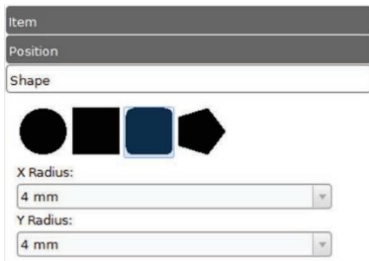 Item
Position
Shape
X Radius:
4 mm
Y Radius:
4 mm